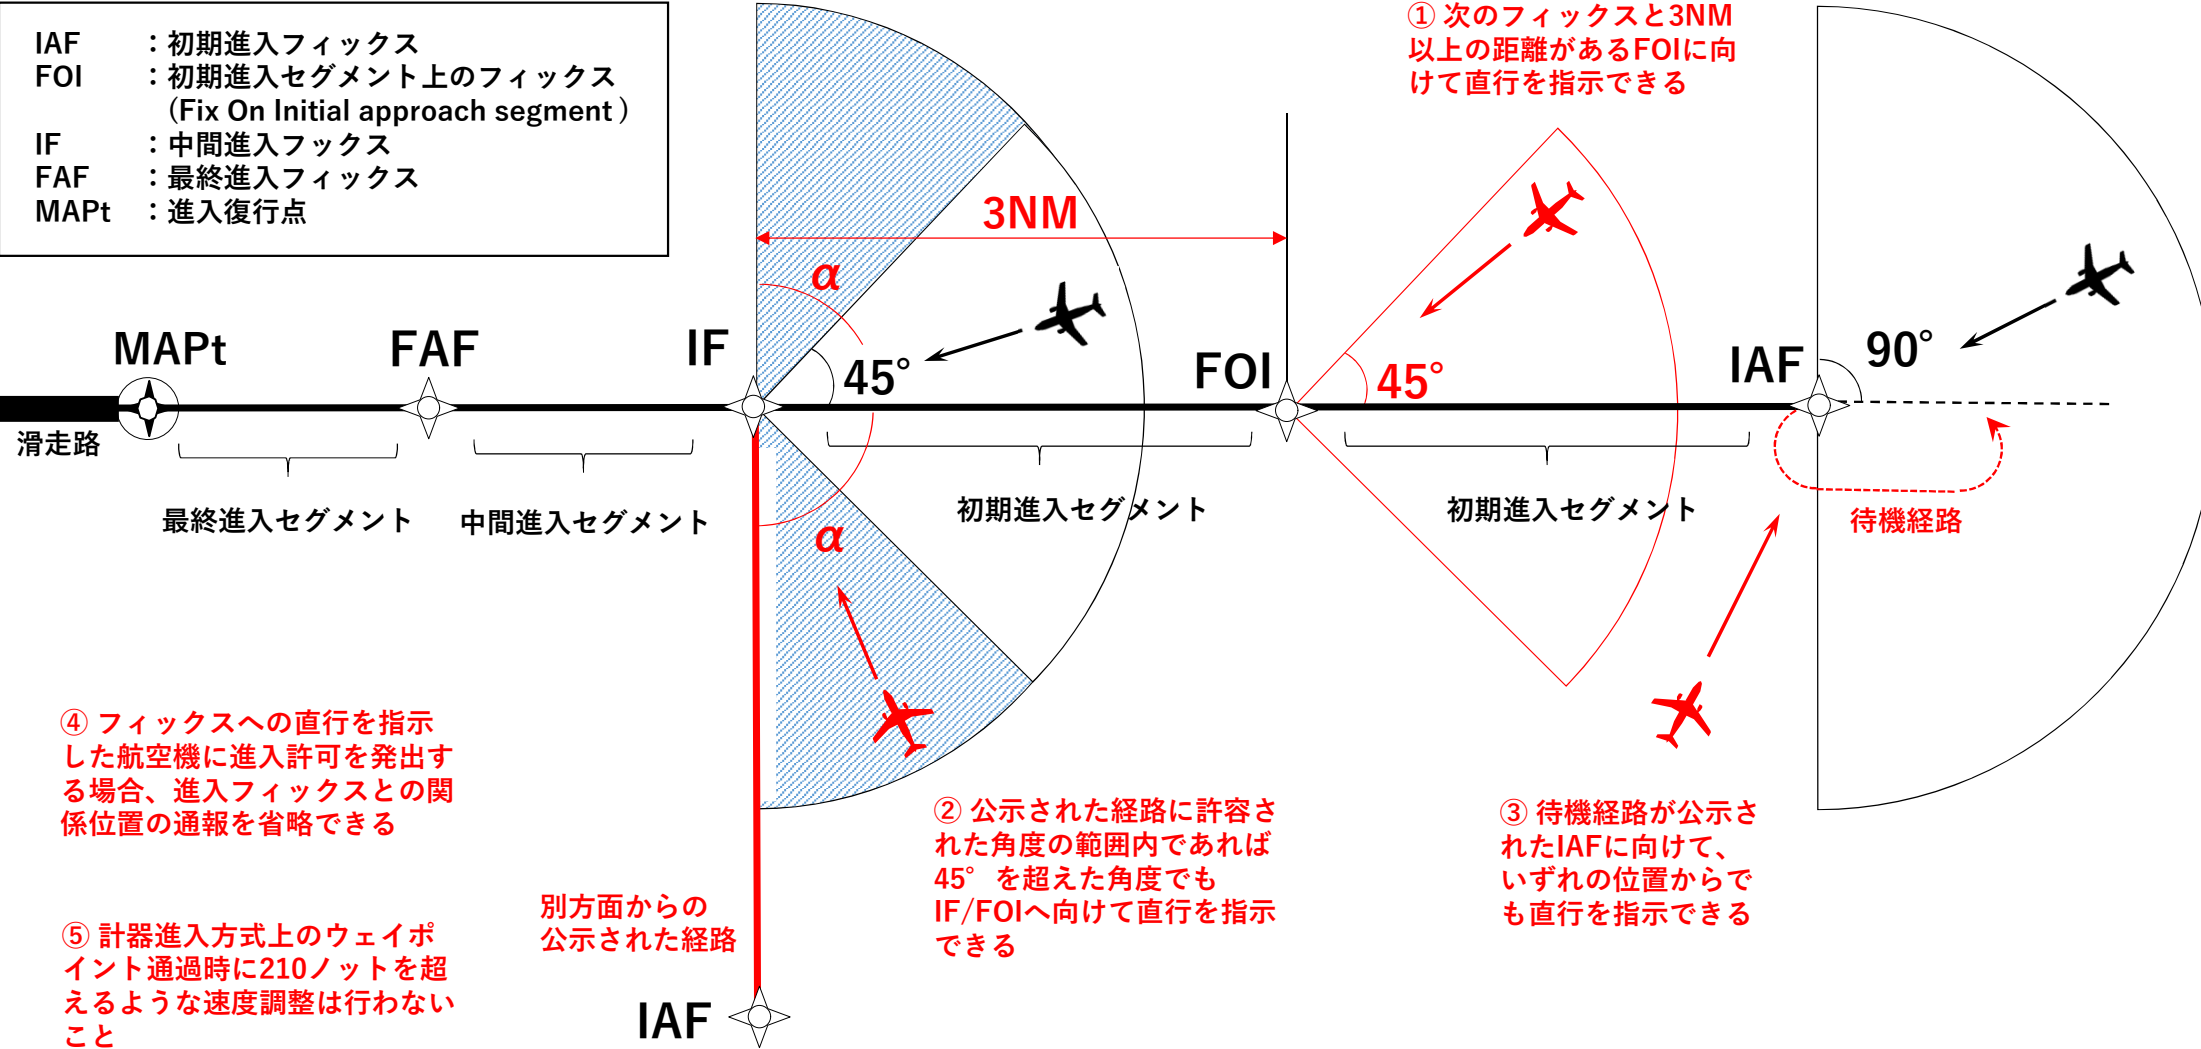 IAF ：初期進入フィックス
FOI ：初期進入セグメント上のフィックス
(Fix On Initial approach segment )
IF ：中間進入フックス
FAF ：最終進入フィックス
MAPt ：進入復行点
① 次のフィックスと3NM
以上の距離があるFOIに向
けて直行を指示できる
3NM
α
MAPt
FAF
IF
45°
FOI
45°
IAF
90°
滑走路
最終進入セグメント
中間進入セグメント
初期進入セグメント
初期進入セグメント
待機経路
α
④ フィックスへの直行を指示
した航空機に進入許可を発出す
る場合、進入フィックスとの関
係位置の通報を省略できる
② 公示された経路に許容さ
れた角度の範囲内であれば
45°を超えた角度でも
IF/FOIへ向けて直行を指示
できる
③ 待機経路が公示さ
れたIAFに向けて、
いずれの位置からで
も直行を指示できる
別方面からの
公示された経路
⑤ 計器進入方式上のウェイポ
イント通過時に210ノットを超
えるような速度調整は行わない
こと
IAF